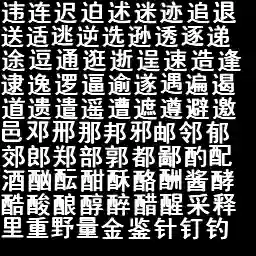 违连迟迫述迷迹追退
送适逃逆选逊透逐递
途逗通逛逝逞速造逢
逮逸逻逼逾遂遇遍遏
道遗遣遥遭遮遵避邀
邑邓邢那邦邪邮邻郁
郊郎郑部郭都鄙酌配
酒酗酝酣酥酪酬酱酵
酷酸酿醇醉醋醒采释
里重野量金鉴针钉钓